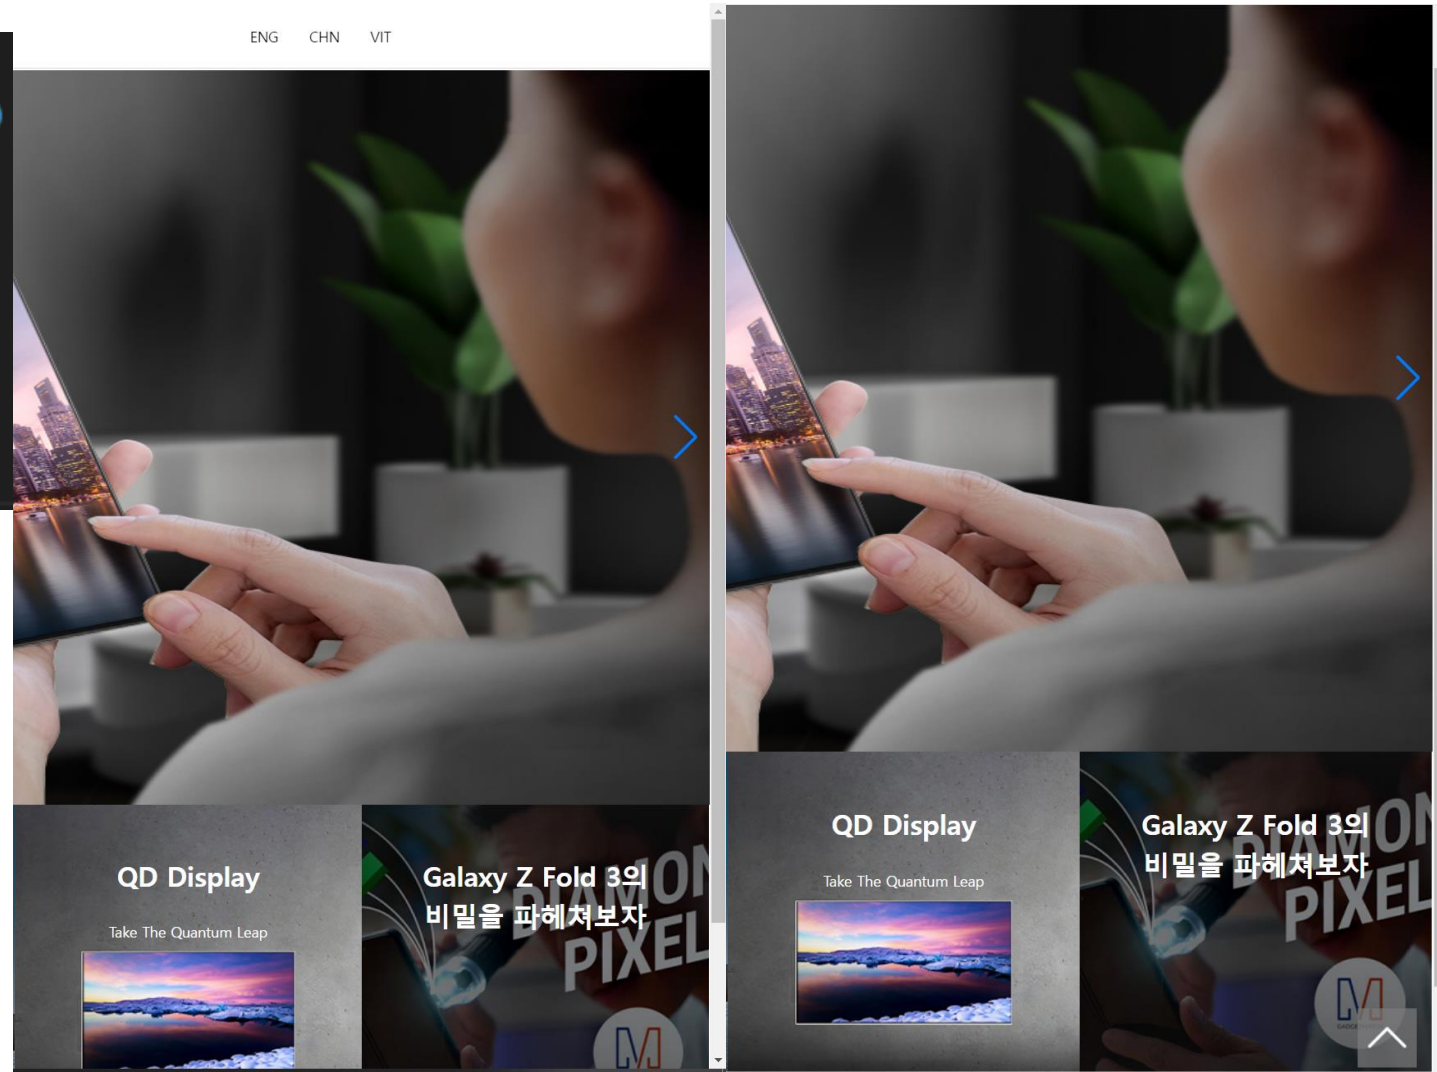 ENG CHN VIT
QD Display
Take The Quantum Leap
Galaxy Z Fold 3의
비밀을 파헤쳐보자
DIAMON
PIXEL
QD Display
Take The Quantum Leap
Galaxy Z Fold 3의
비밀을 파헤쳐보자
DIAMON
PIXEL